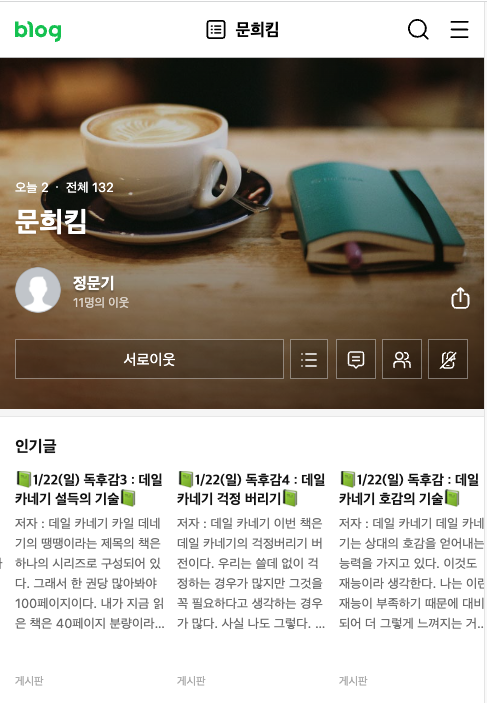 blog
문희킴
오늘 2 · 전체 132
문희킴
정문기
11명의 이웃
서로이웃
인기글
📗1/22(일) 독후감3 : 데일
카네기 설득의 기술📗
저자 : 데일 카네기 카일 데네
기의 땡땡이라는 제목의 책은
하나의 시리즈로 구성되어 있
다. 그래서 한 권당 많아봐야
100페이지이다. 내가 지금 읽
은 책은 40페이지 분량이라...
게시판
📗1/22(일) 독후감4 : 데일
카네기 걱정 버리기📗
저자 : 데일 카네기 이번 책은
데일 카네기의 걱정버리기 버
전이다. 우리는 쓸데 없이 걱
정하는 경우가 많지만 그것을
꼭 필요하다고 생각하는 경우
가 많다. 사실 나도 그렇다. ...
게시판
📗1/22(일) 독후감 : 데일
카네기 호감의 기술📗
저자 : 데일 카네기 데일 카네
기는 상대의 호감을 얻어내는
능력을 가지고 있다. 이것도
재능이라 생각한다. 나는 이런
재능이 부족하기 때문에 대비
되어 더 그렇게 느껴지는 거...
게시판